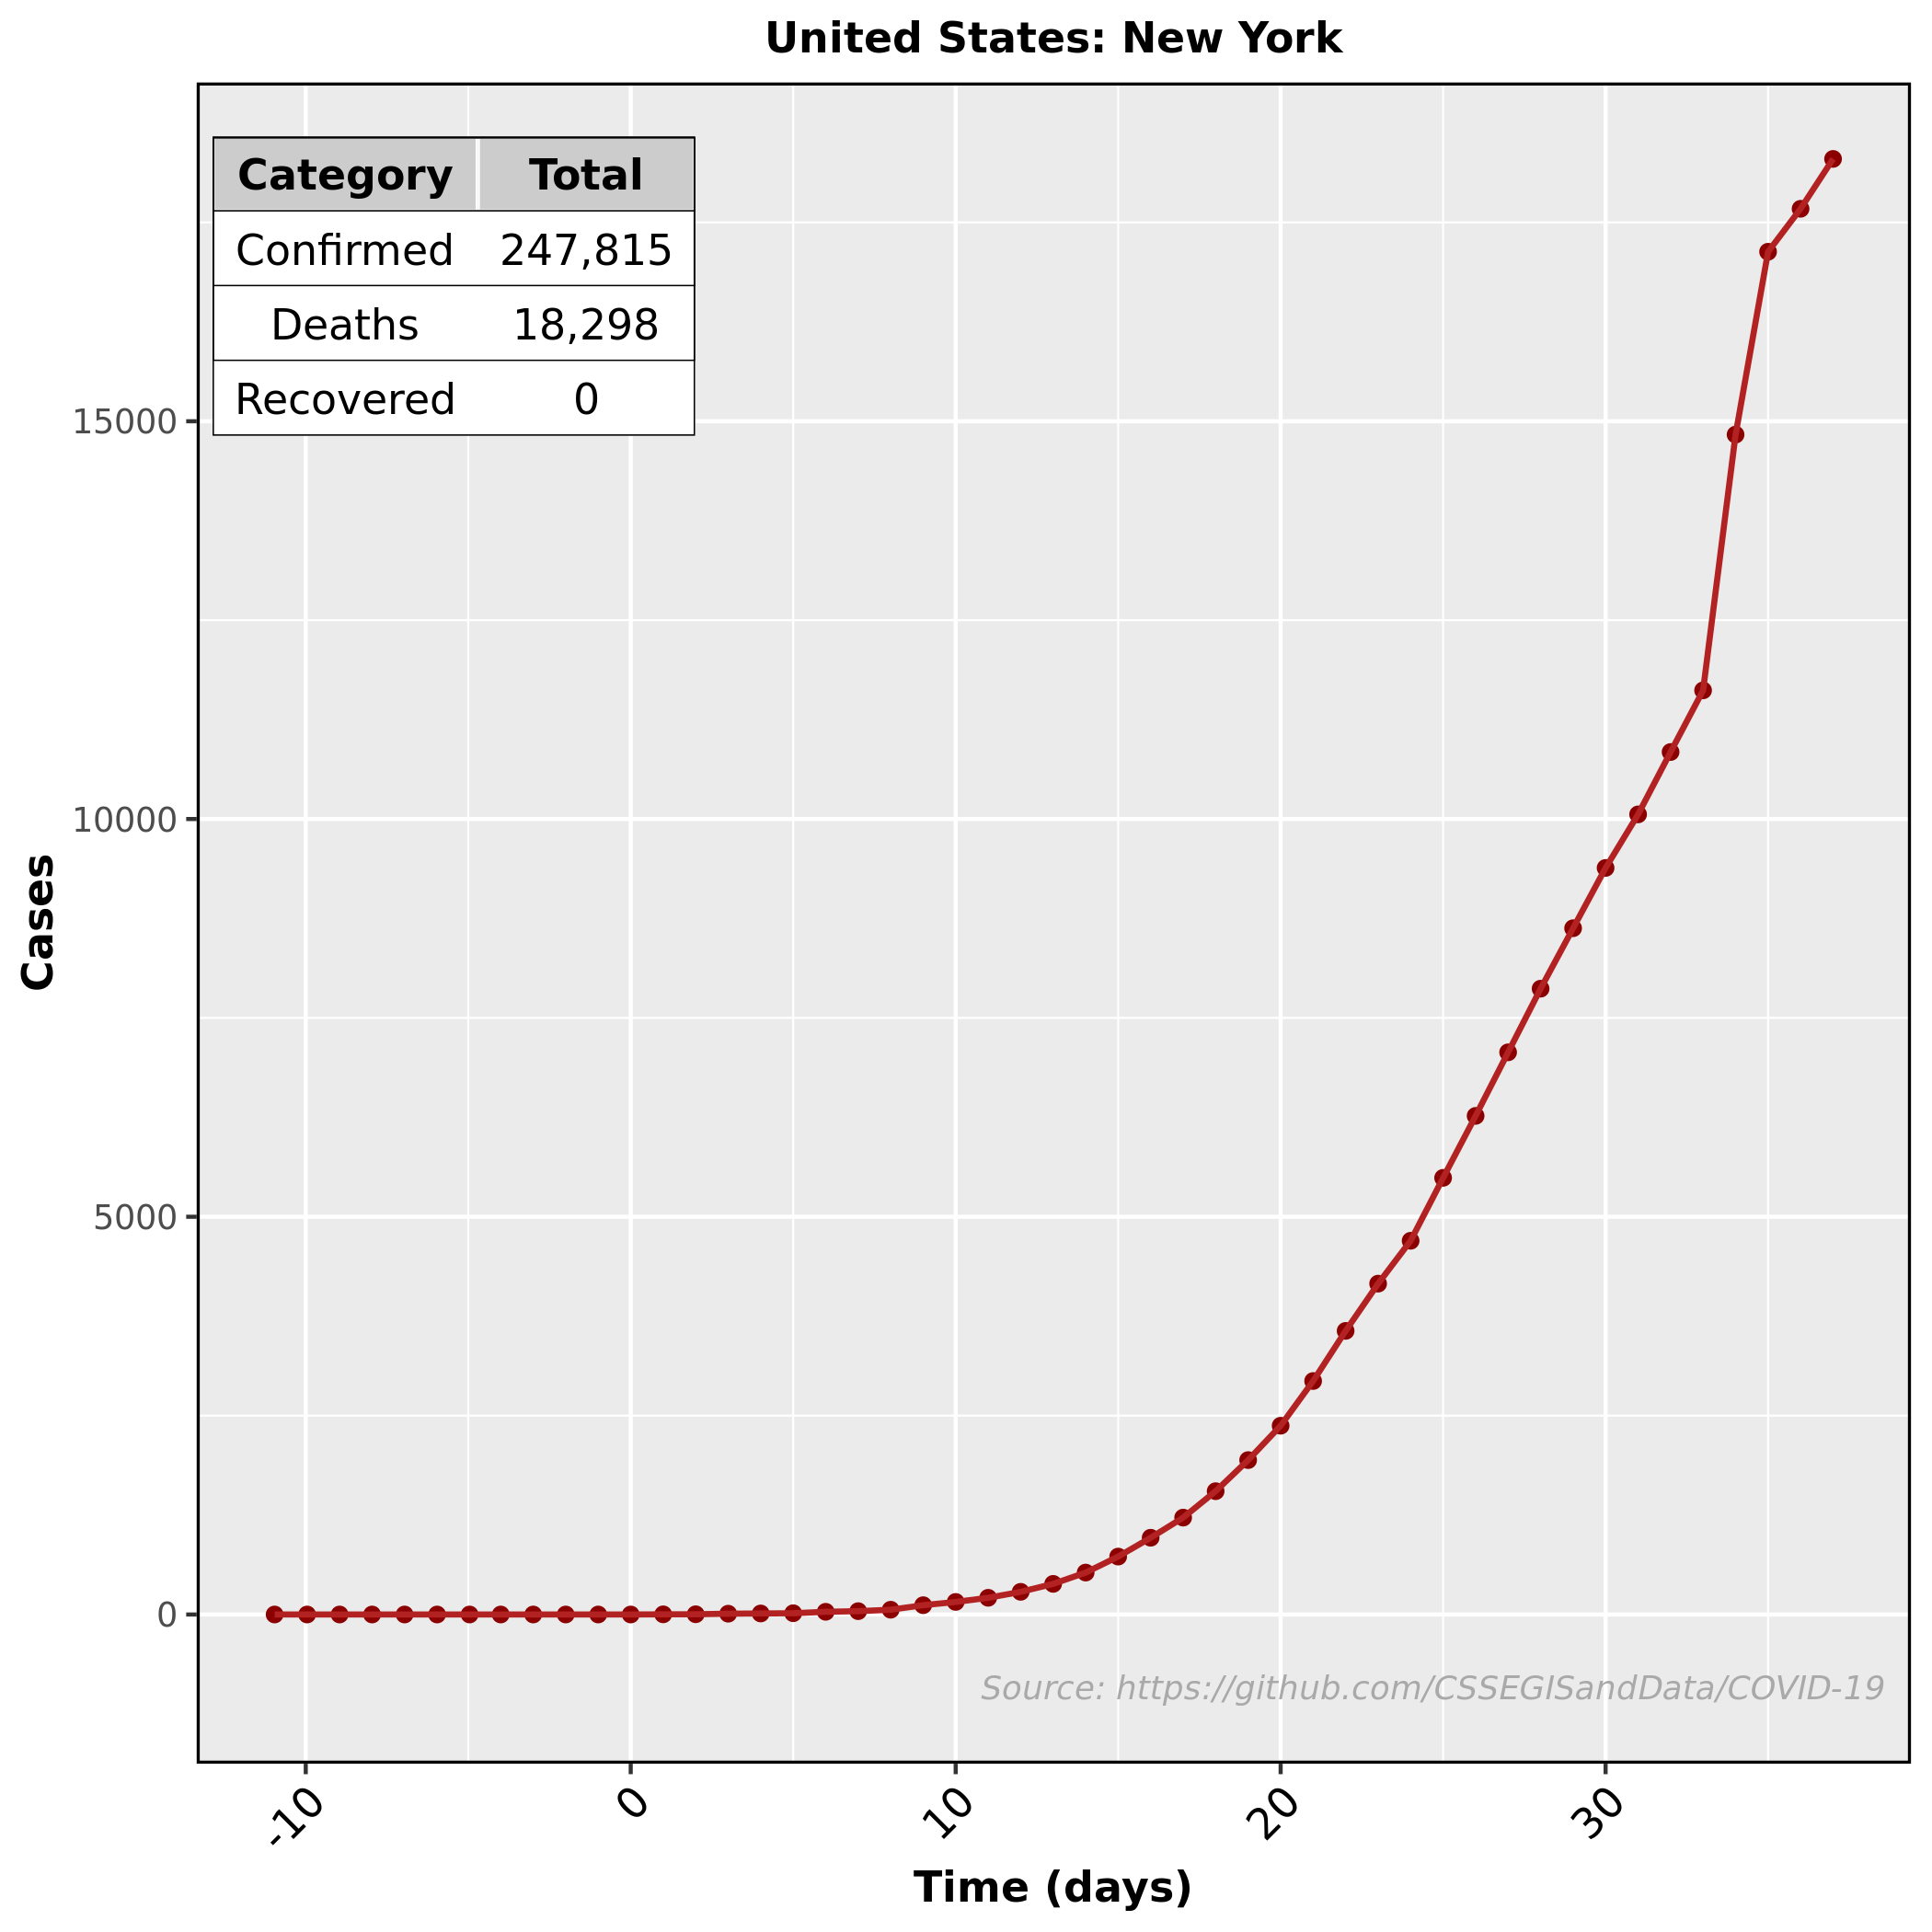 United States: New York
Category Total
Confirmed 247,815
Deaths 18,298
Recovered 0
15000
10000
5000
0
Cases
Source: https://github.com/CSSEGISandData/COVID-19
-10 0 10 20 30
Time (days)